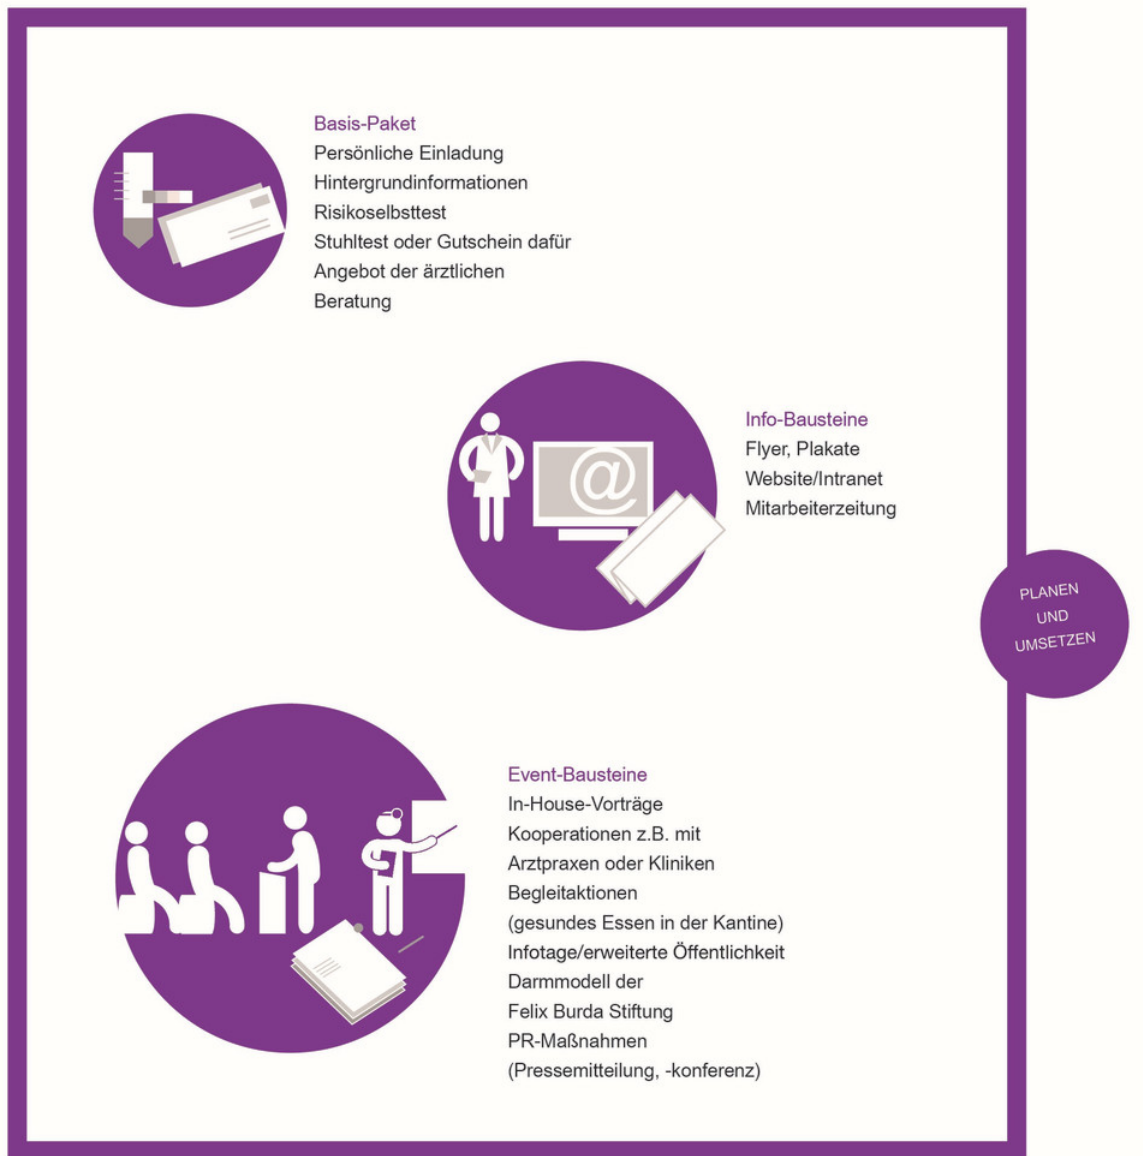 Basis-Paket
Persönliche Einladung
Hintergrundinformationen
Risikoselbsttest
Stuhltest oder Gutschein dafür
Angebot der ärztlichen
Beratung
@
Info-Bausteine
Flyer, Plakate
Website/Intranet
Mitarbeiterzeitung
PLANEN
UND
UMSETZEN
Event-Bausteine
In-House-Vorträge
Kooperationen z.B. mit
Arztpraxen oder Kliniken
Begleitaktionen
(gesundes Essen in der Kantine)
Infotage/erweiterte Öffentlichkeit
Darmmodell der
Felix Burda Stiftung
PR-Maßnahmen
(Pressemitteilung, -konferenz)